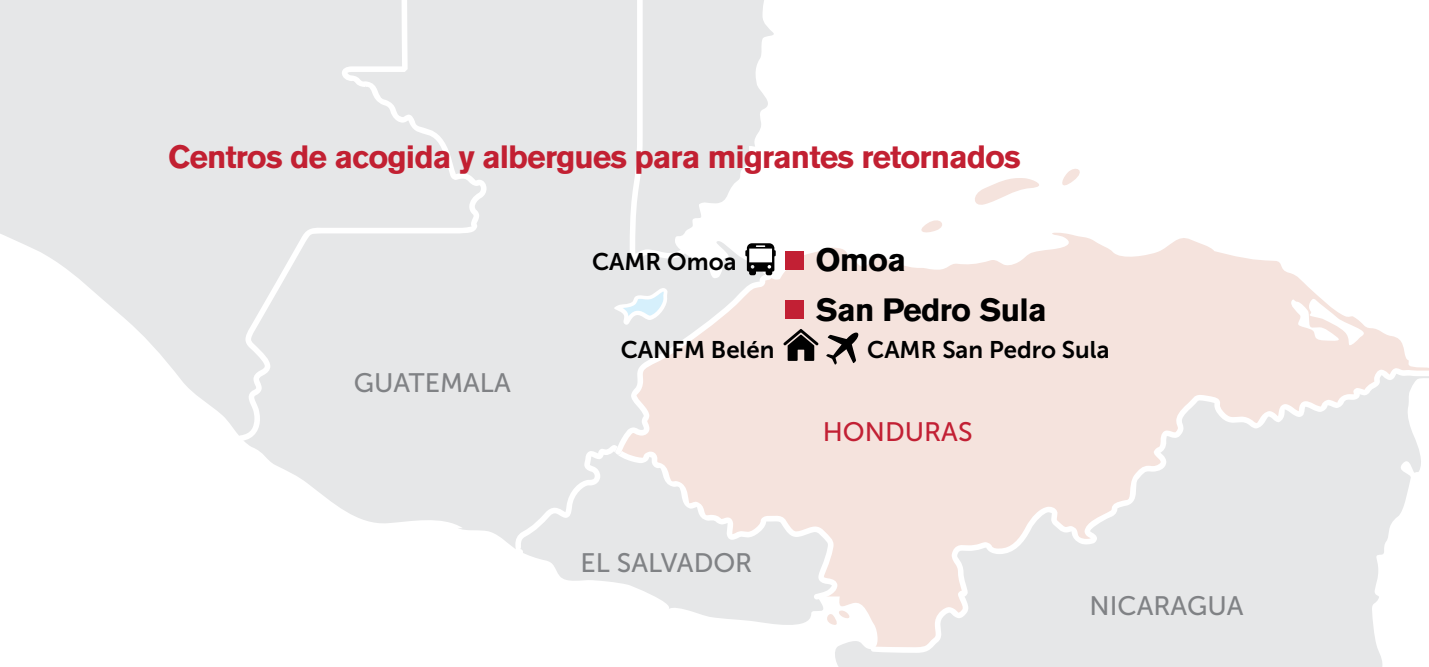 Centros de acogida y albergues para migrantes retornados
CAMR Omoa
Omoa
San Pedro Sula
CANFM Belén
CAMR San Pedro Sula
GUATEMALA
HONDURAS
EL SALVADOR
NICARAGUA